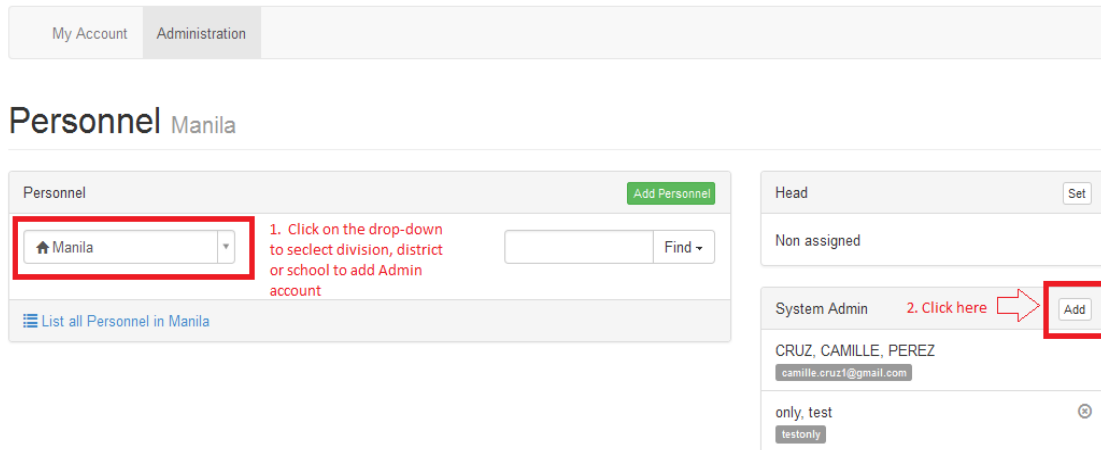 My Account Administration
Personnel Manila
Personnel Add Personnel
Manila
1. Click on the drop-down
to seclect division, district
or school to add Admin
account
Find
List all Personnel in Manila
Head Set
Non assigned
System Admin 2. Click here Add
CRUZ, CAMILLE, PEREZ
camille.cruz1@gmail.com
only, test
testonly